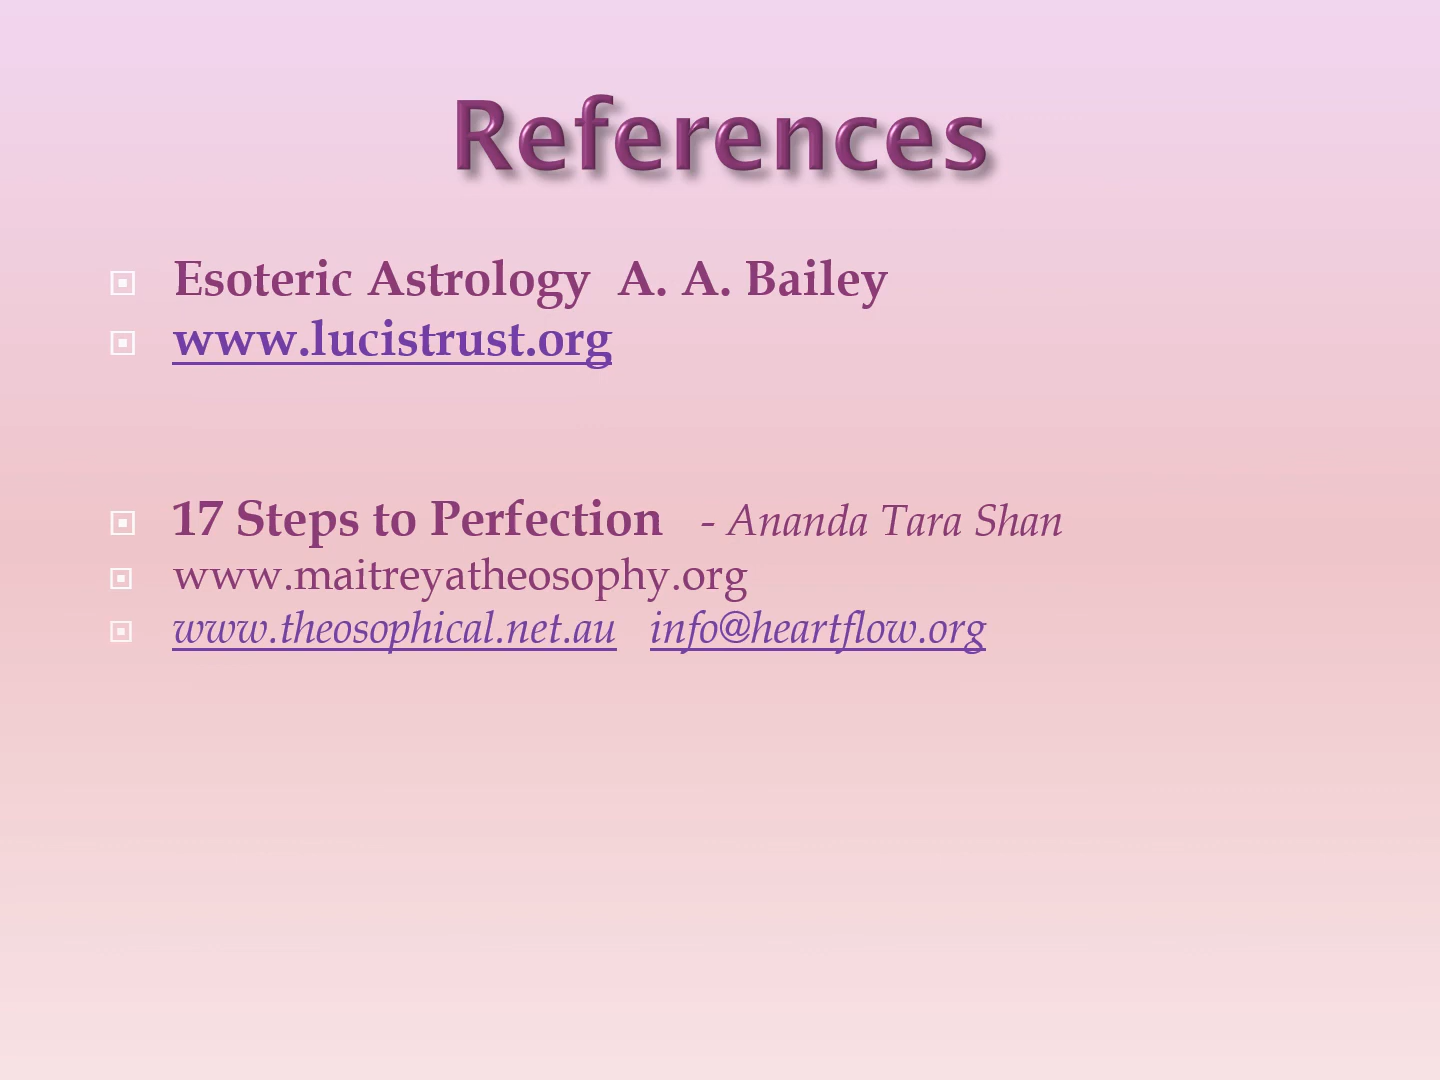 References
Esoteric Astrology  A. A. Bailey
www.lucistrust.org
17 Steps to Perfection   - Ananda Tara Shan
www.maitreyatheosophy.org
www.theosophical.net.au   info@heartflow.org